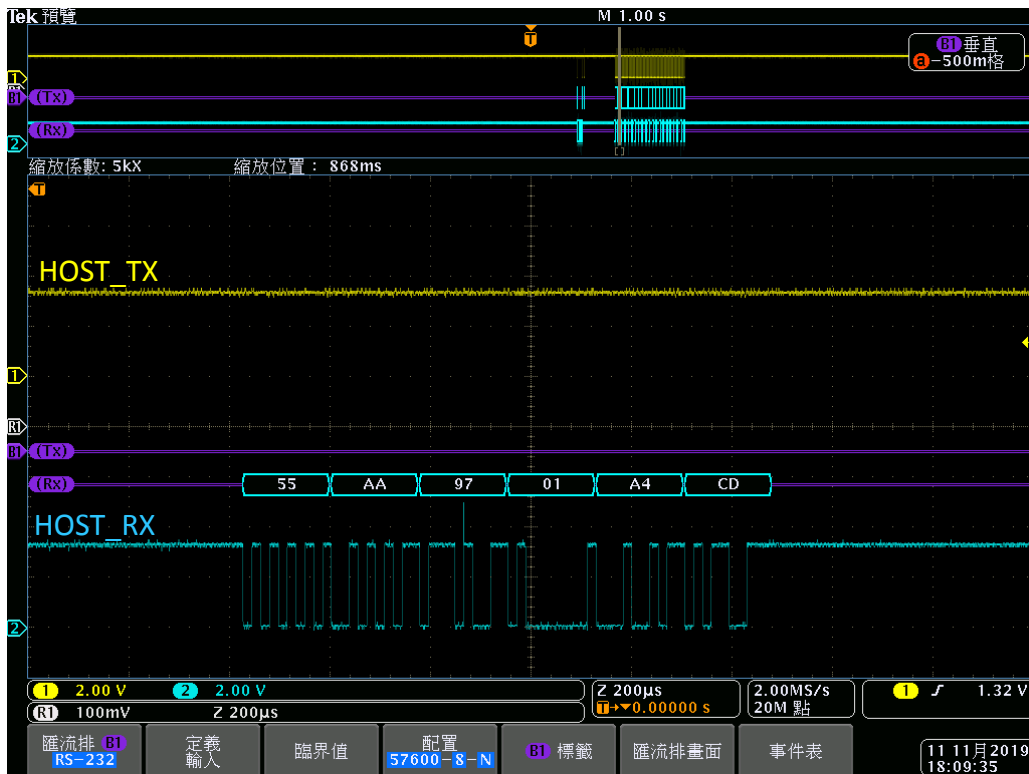 Tek 預覽 M 1.00 s
T
B1 垂直
a -500m格
1
B1 (Tx)
(Rx)
2
縮放係數: 5kX 縮放位置 : 868ms
T
HOST_TX
1
R1
B1 (Tx)
(Rx) 55 AA 97 01 A4 CD
HOST_RX
2
1 2.00 V 2 2.00 V
R1 100mV Z 200μs
Z 200μs
T→▼0.00000 s
2.00MS/s
20M 點
1 ∫ 1.32 V
匯流排 B1
RS-232
定義
輸入
臨界值
配置
57600-8-N
B1 標籤
匯流排畫面
事件表
11 11月2019
18:09:35